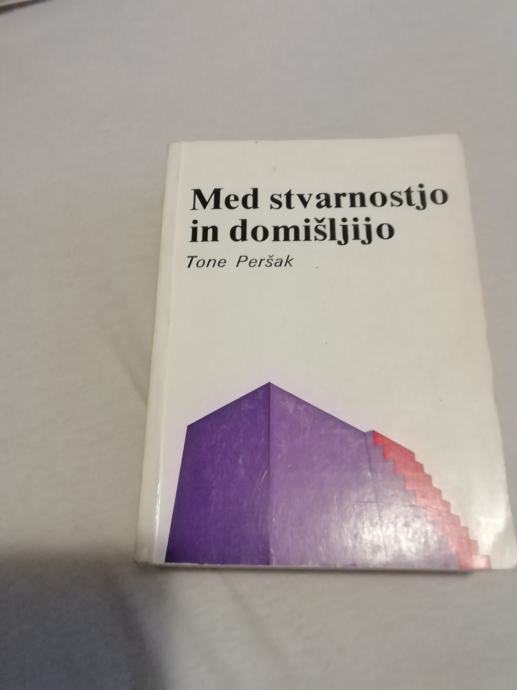 Med stvarnostjo
in domišljijo
Tone Peršak